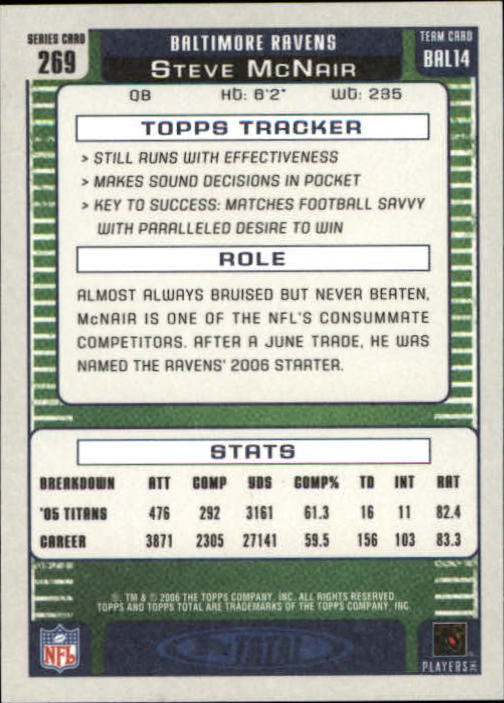 SERIES CARD
269
BALTIMORE RAVENS
STEVE McNAIR
TEAM CARD
BAL14
QB Ht: 6'2" Wt: 235
TOPPS TRACKER
> STILL RUNS WITH EFFECTIVENESS
> MAKES SOUND DECISIONS IN POCKET
> KEY TO SUCCESS: MATCHES FOOTBALL SAVVY
WITH PARALLELED DESIRE TO WIN
ROLE
ALMOST ALWAYS BRUISED BUT NEVER BEATEN,
McNAIR IS ONE OF THE NFL'S CONSUMMATE
COMPETITORS. AFTER A JUNE TRADE, HE WAS
NAMED THE RAVENS' 2006 STARTER.
STATS
BREAKDOWN ATT COMP YDS COMP% TD INT RAT
'05 TITANS 476 292 3161 61.3 16 11 82.4
CAREER 3871 2305 27141 59.5 156 103 83.3
®, TM & © 2006 THE TOPPS COMPANY, INC. ALL RIGHTS RESERVED.
TOPPS AND TOPPS TOTAL ARE TRADEMARKS OF THE TOPPS COMPANY, INC.
NFL
TOTAL
PLAYERS INC